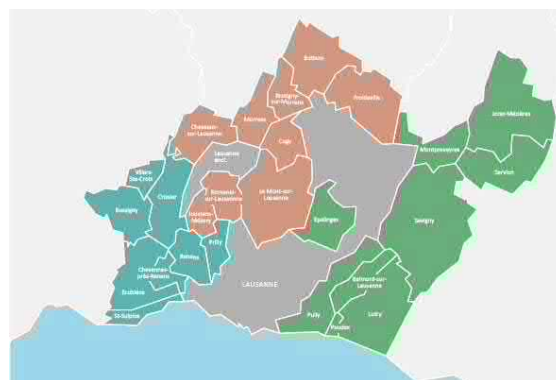 Bottens
Bretigny-
sur-Morrens
Froideville
Jorat-Mézières
Morrens
Cheseaux-
sur-Lausanne
Cugy
Montpreveyres
Servion
Lausanne
Villars-
Ste-Croix
Crissier
Romanel-
sur-Lausanne
Le Mont-sur-
Lausanne
Bussigny
Jouxtens-
Mézery
Epalinges
Savigny
Prilly
Renens
Chavannes-
près-Renens
Belmont-sur-
Lausanne
LAUSANNE
Ecublens
St-Sulpice
Pully
Paudex
Lutry